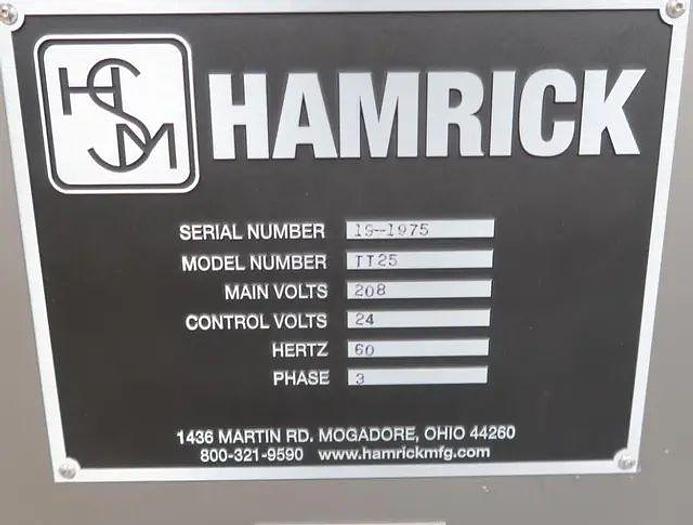 HSM
HAMRICK
SERIAL NUMBER 19-1975
MODEL NUMBER TT25
MAIN VOLTS 208
CONTROL VOLTS 24
HERTZ 60
PHASE 3
1436 MARTIN RD. MOGADORE, OHIO 44260
800-321-9590 www.hamrickmfg.com